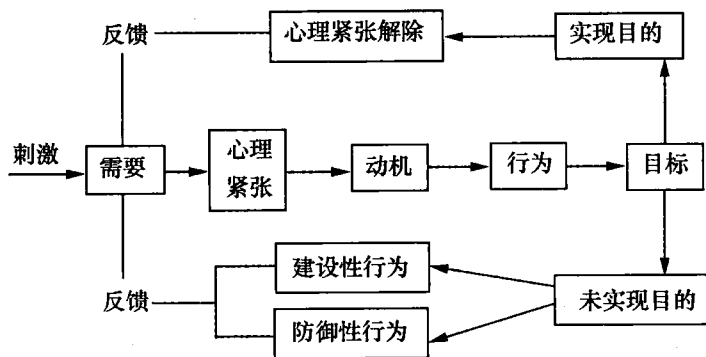 反馈
心理紧张解除
实现目的
刺激
需要
心理
紧张
动机
行为
目标
建设性行为
反馈
未实现目的
防御性行为